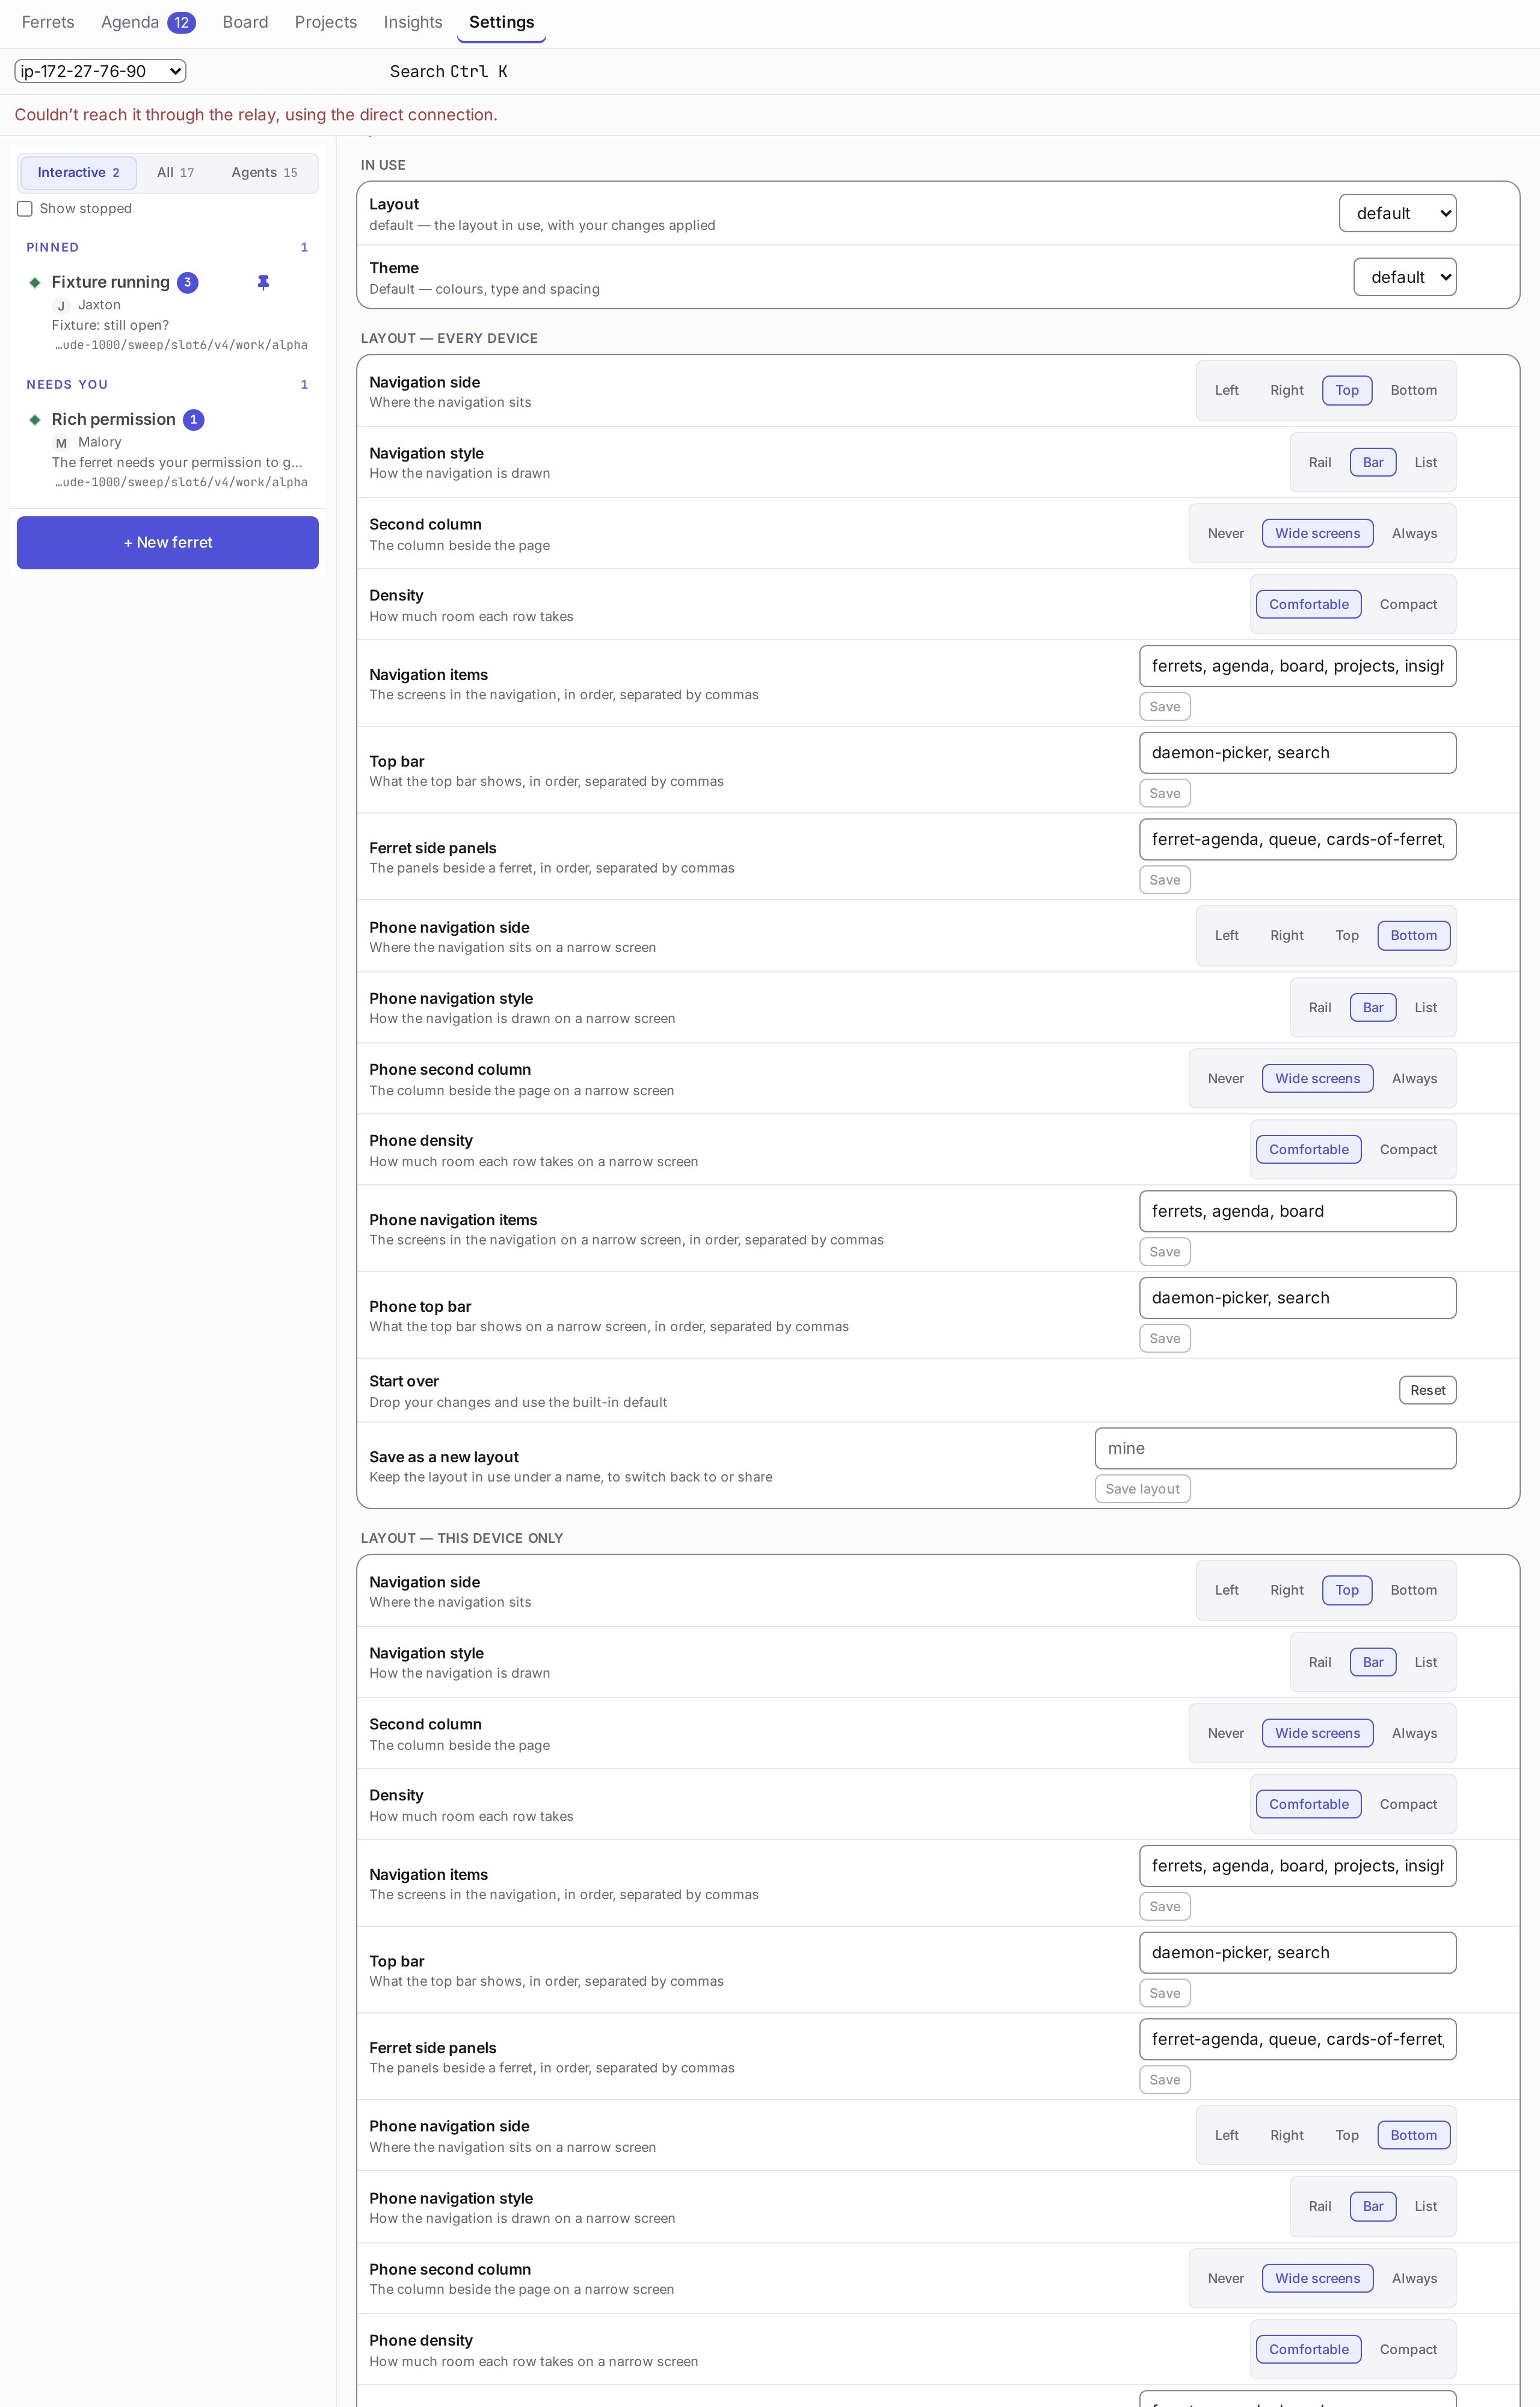 Ferrets Agenda 12 Board Projects Insights Settings
ip-172-27-76-90 Search Ctrl K
Couldn’t reach it through the relay, using the direct connection.
Interactive 2 All 17 Agents 15
Show stopped
PINNED 1
Fixture running 3
J Jaxton
Fixture: still open?
…ude-1000/sweep/slot6/v4/work/alpha
NEEDS YOU 1
Rich permission 1
M Malory
The ferret needs your permission to g…
…ude-1000/sweep/slot6/v4/work/alpha
+ New ferret
IN USE
Layout
default — the layout in use, with your changes applied
default
Theme
Default — colours, type and spacing
default
LAYOUT — EVERY DEVICE
Navigation side
Where the navigation sits
Left Right Top Bottom
Navigation style
How the navigation is drawn
Rail Bar List
Second column
The column beside the page
Never Wide screens Always
Density
How much room each row takes
Comfortable Compact
Navigation items
The screens in the navigation, in order, separated by commas
ferrets, agenda, board, projects, insigh
Save
Top bar
What the top bar shows, in order, separated by commas
daemon-picker, search
Save
Ferret side panels
The panels beside a ferret, in order, separated by commas
ferret-agenda, queue, cards-of-ferret,
Save
Phone navigation side
Where the navigation sits on a narrow screen
Left Right Top Bottom
Phone navigation style
How the navigation is drawn on a narrow screen
Rail Bar List
Phone second column
The column beside the page on a narrow screen
Never Wide screens Always
Phone density
How much room each row takes on a narrow screen
Comfortable Compact
Phone navigation items
The screens in the navigation on a narrow screen, in order, separated by commas
ferrets, agenda, board
Save
Phone top bar
What the top bar shows on a narrow screen, in order, separated by commas
daemon-picker, search
Save
Start over
Drop your changes and use the built-in default
Reset
Save as a new layout
Keep the layout in use under a name, to switch back to or share
mine
Save layout
LAYOUT — THIS DEVICE ONLY
Navigation side
Where the navigation sits
Left Right Top Bottom
Navigation style
How the navigation is drawn
Rail Bar List
Second column
The column beside the page
Never Wide screens Always
Density
How much room each row takes
Comfortable Compact
Navigation items
The screens in the navigation, in order, separated by commas
ferrets, agenda, board, projects, insigh
Save
Top bar
What the top bar shows, in order, separated by commas
daemon-picker, search
Save
Ferret side panels
The panels beside a ferret, in order, separated by commas
ferret-agenda, queue, cards-of-ferret,
Save
Phone navigation side
Where the navigation sits on a narrow screen
Left Right Top Bottom
Phone navigation style
How the navigation is drawn on a narrow screen
Rail Bar List
Phone second column
The column beside the page on a narrow screen
Never Wide screens Always
Phone density
How much room each row takes on a narrow screen
Comfortable Compact